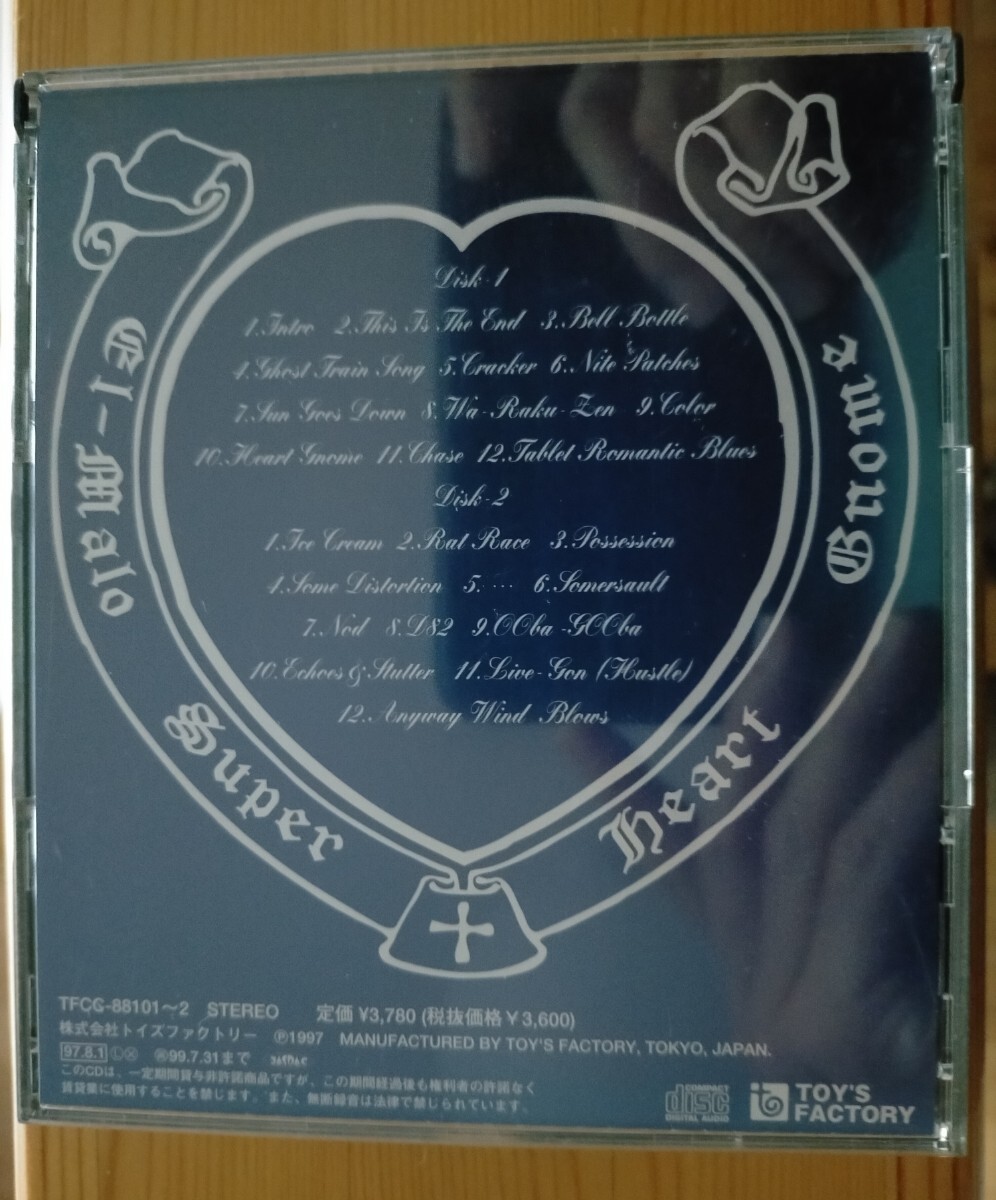 El-Malo
Super
Heart
Gnome
Disk-1
1.Intro 2.This Is The End 3.Bell Bottle
4.Ghost Train Song 5.Cracker 6.Nite Patches
7.Sun Goes Down 8.Wa-Raku-Zen 9.Color
10.Heart Gnome 11.Chase 12.Tablet Romantic Blues
Disk-2
1.Ice Cream 2.Rat Race 3.Possession
4.Some Distortion 5.… 6.Somersault
7.Nod 8.D82 9.OOba-GOOba
10.Echoes & Stutter 11.Live-Gon (Hustle)
12.Anyway Wind Blows
TFCC-88101~2 STEREO 定価 ¥3,780 (税抜価格 ¥3,600)
株式会社トイズファクトリー ℗1997 MANUFACTURED BY TOY'S FACTORY, TOKYO, JAPAN.
97.8.1 Ⓛ 99.7.31まで
このCDは、一定期間貸与非許諾商品ですが、この期間経過後も権利者の許諾なく
賃貸業に使用することを禁じます。また、無断録音は法律で禁じられています。
COMPACT
disc
DIGITAL AUDIO
TOY'S
FACTORY